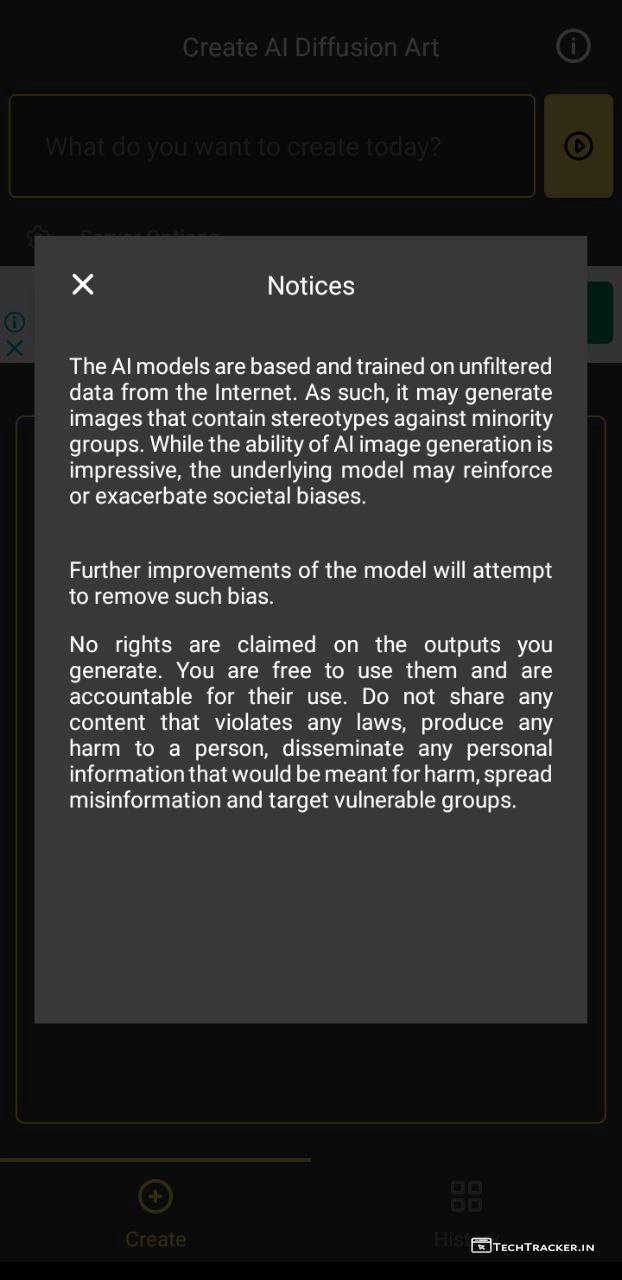 Create AI Diffusion Art
What do you want to create today?
Server Options
Notices
The AI models are based and trained on unfiltered
data from the Internet. As such, it may generate
images that contain stereotypes against minority
groups. While the ability of AI image generation is
impressive, the underlying model may reinforce
or exacerbate societal biases.
Further improvements of the model will attempt
to remove such bias.
No rights are claimed on the outputs you
generate. You are free to use them and are
accountable for their use. Do not share any
content that violates any laws, produce any
harm to a person, disseminate any personal
information that would be meant for harm, spread
misinformation and target vulnerable groups.
Create
TECHTRACKER.IN